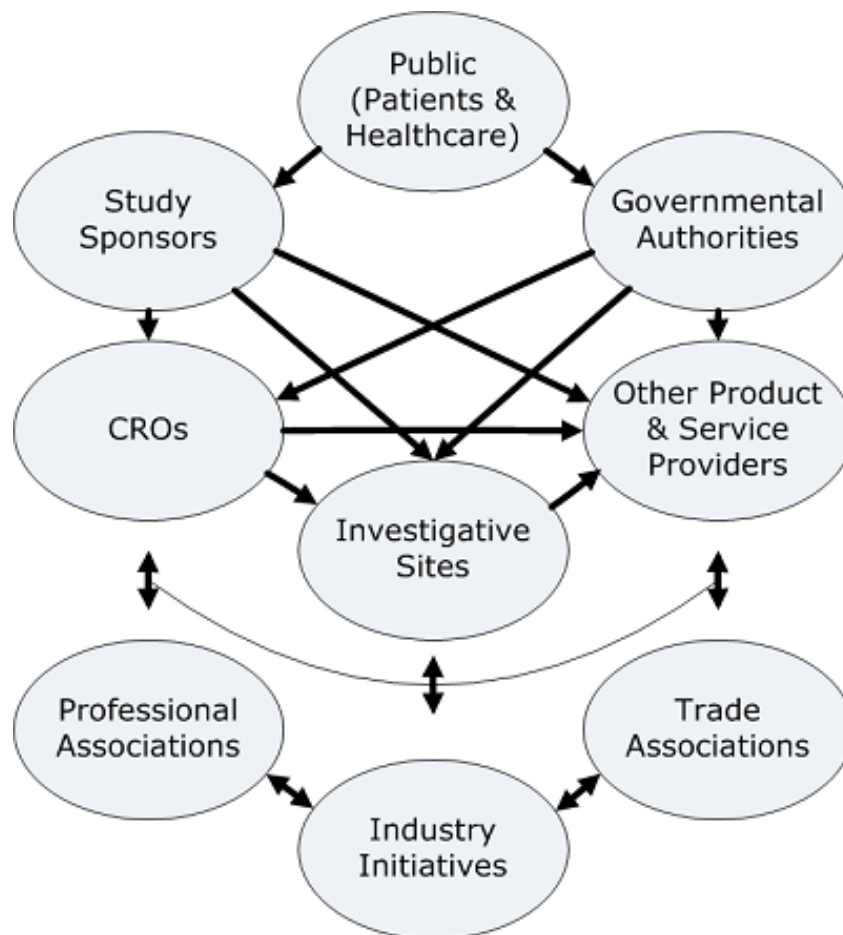 Public
(Patients &
Healthcare)
Study
Sponsors
Governmental
Authorities
CROs
Other Product
& Service
Providers
Investigative
Sites
Professional
Associations
Trade
Associations
Industry
Initiatives